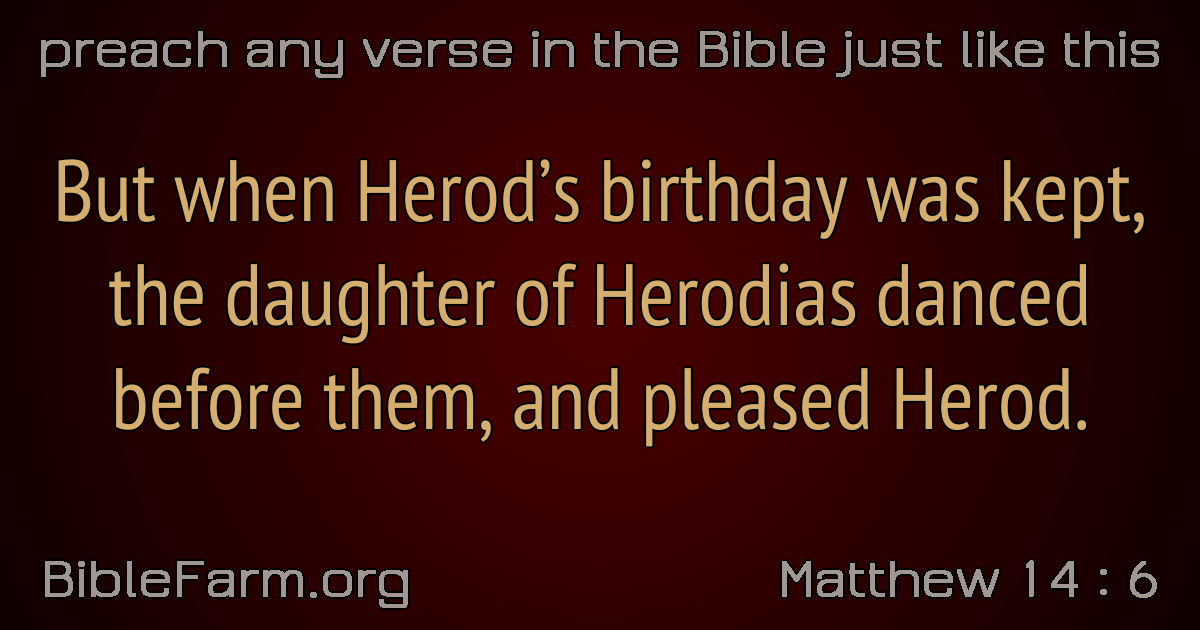 preach any verse in the Bible just like this
But when Herod’s birthday was kept,
the daughter of Herodias danced
before them, and pleased Herod.
BibleFarm.org
Matthew 14 : 6